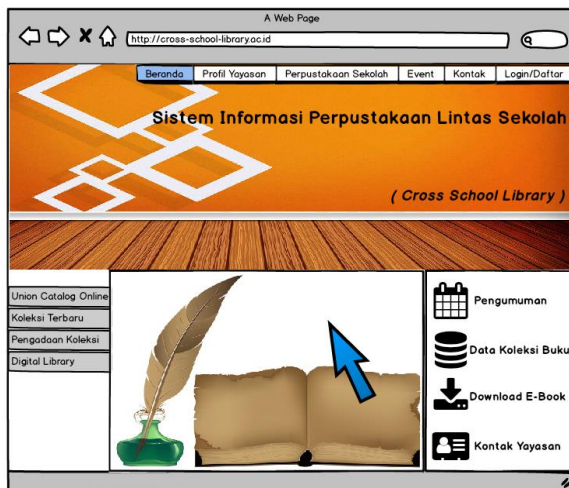 A Web Page
http://cross-school-library.ac.id
Beranda Profil Yayasan Perpustakaan Sekolah Event Kontak Login/Daftar
Sistem Informasi Perpustakaan Lintas Sekolah
( Cross School Library )
Union Catalog Online
Koleksi Terbaru
Pengadaan Koleksi
Digital Library
Pengumuman
Data Koleksi Buku
Download E-Book
Kontak Yayasan